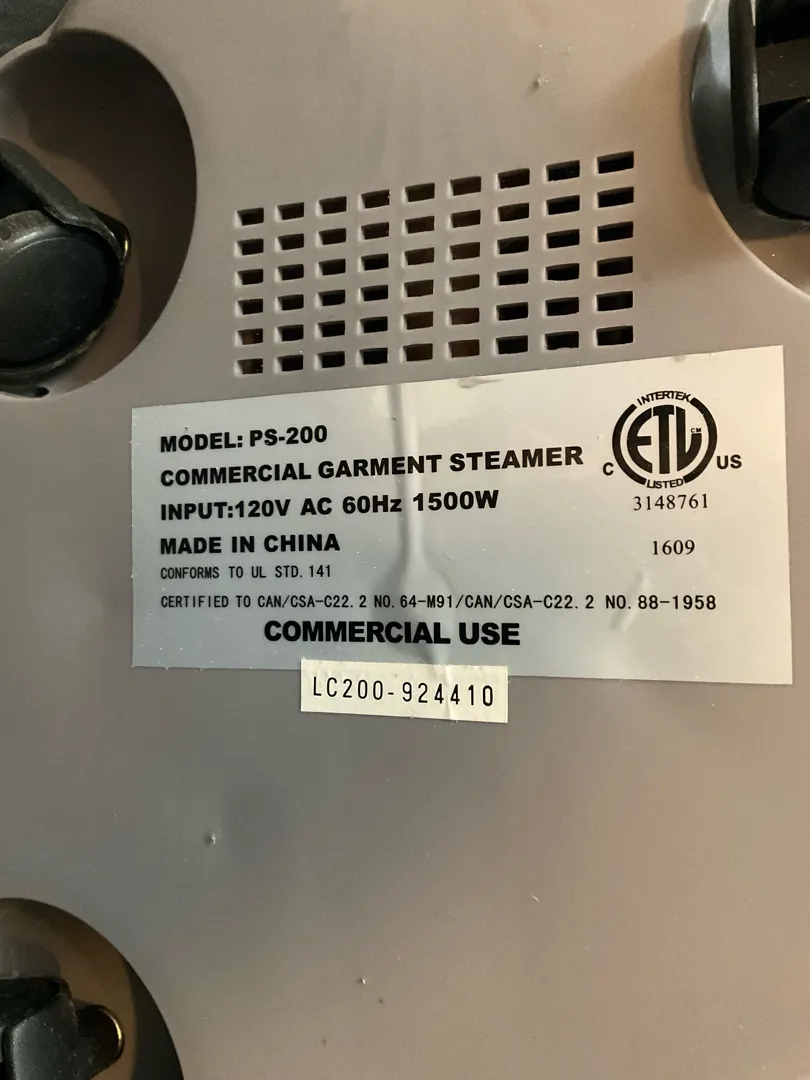 MODEL: PS-200
COMMERCIAL GARMENT STEAMER
INPUT:120V AC 60Hz 1500W
MADE IN CHINA
CONFORMS TO UL STD. 141
CERTIFIED TO CAN/CSA-C22. 2 NO. 64-M91/CAN/CSA-C22. 2 NO. 88-1958
COMMERCIAL USE
INTERTEK
C ETL CM US
LISTED
3148761
1609
LC200-924410